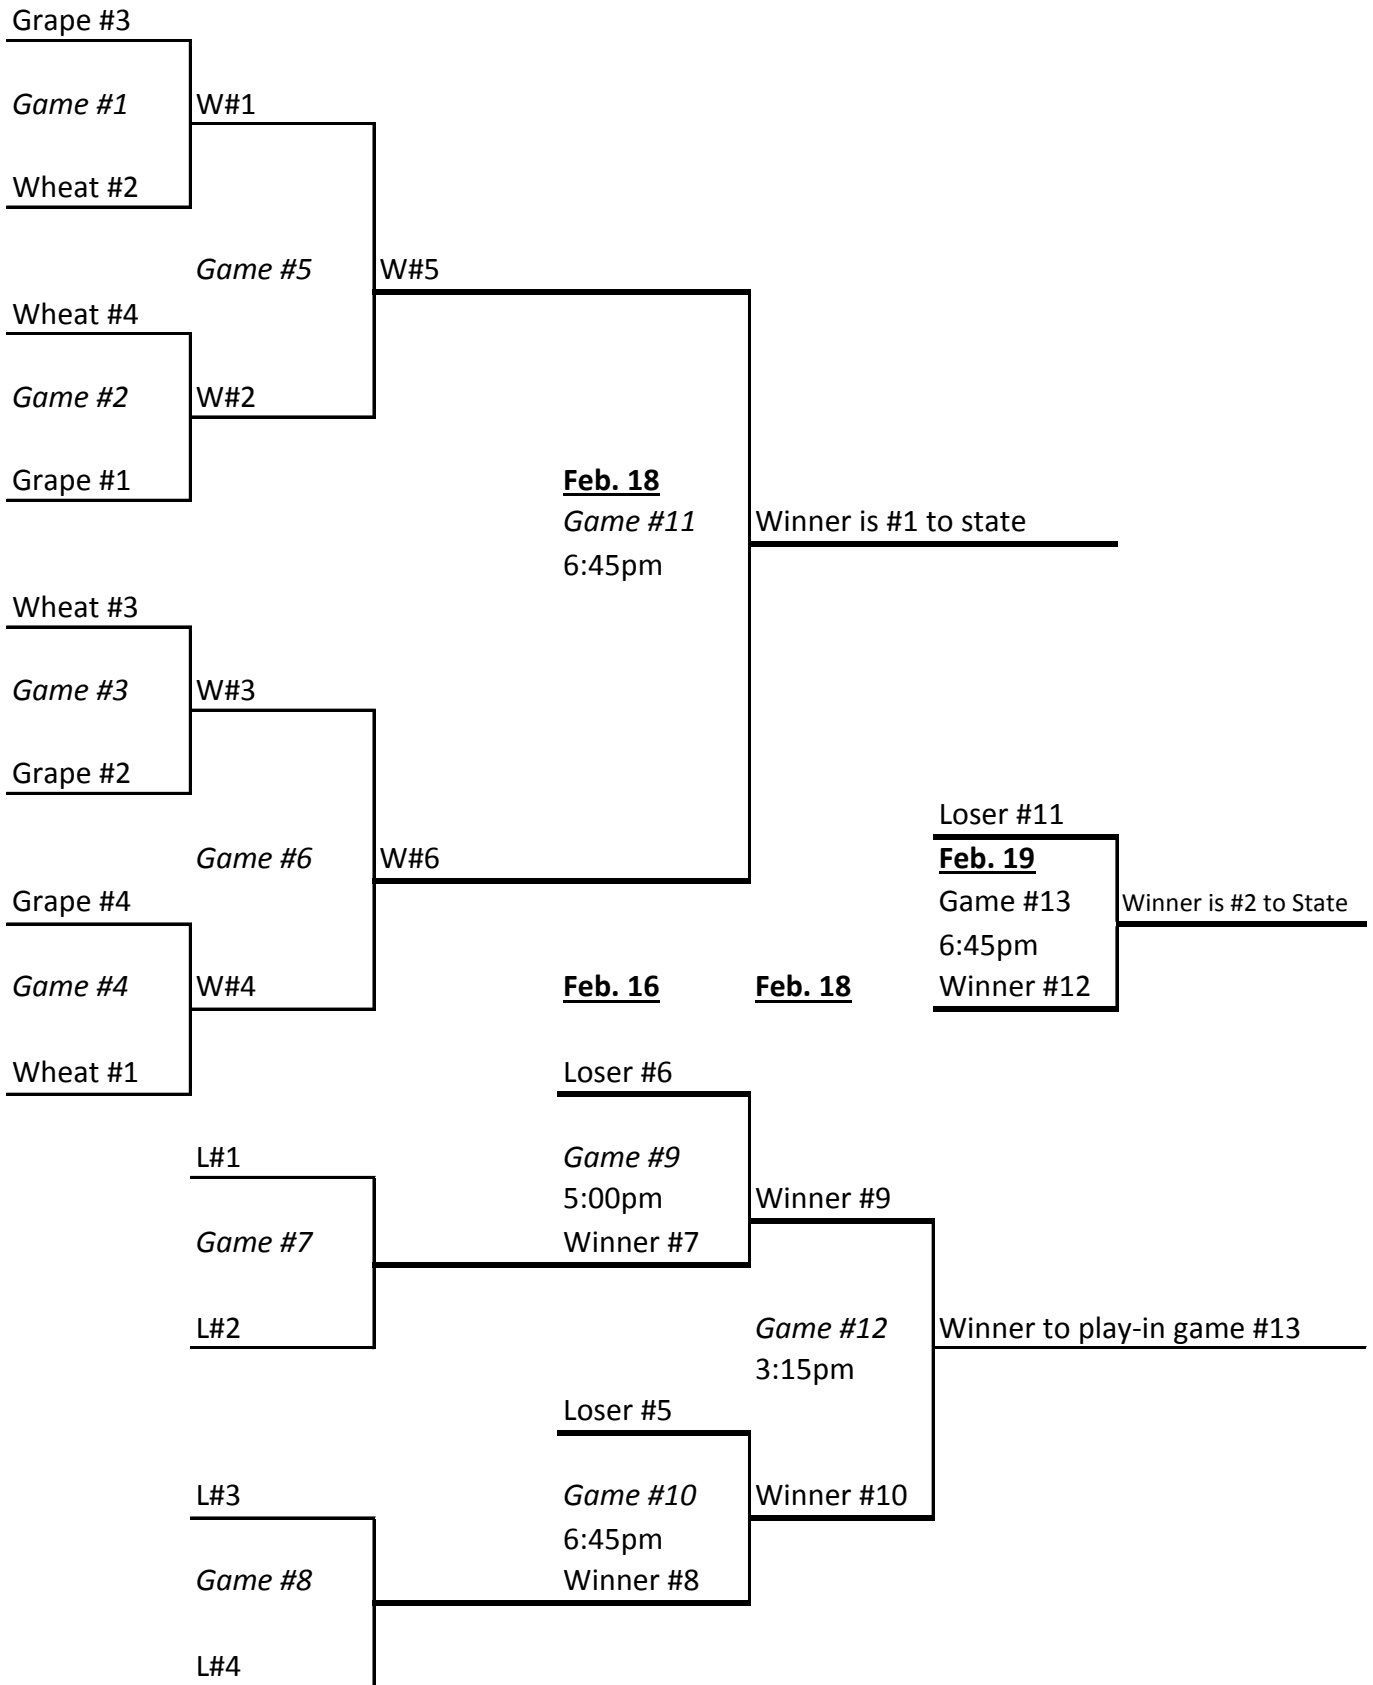 Grape #3
Game #1
W#1
Wheat #2
Game #5
W#5
Wheat #4
Game #2
W#2
Grape #1
Feb. 18
Game #11
Winner is #1 to state
6:45pm
Wheat #3
Game #3
W#3
Grape #2
Loser #11
Game #6
W#6
Feb. 19
Grape #4
Game #13
Winner is #2 to State
6:45pm
Game #4
W#4
Feb. 16
Feb. 18
Winner #12
Wheat #1
Loser #6
L#1
Game #9
5:00pm
Winner #9
Game #7
Winner #7
L#2
Game #12
Winner to play-in game #13
3:15pm
Loser #5
L#3
Game #10
Winner #10
6:45pm
Game #8
Winner #8
L#4